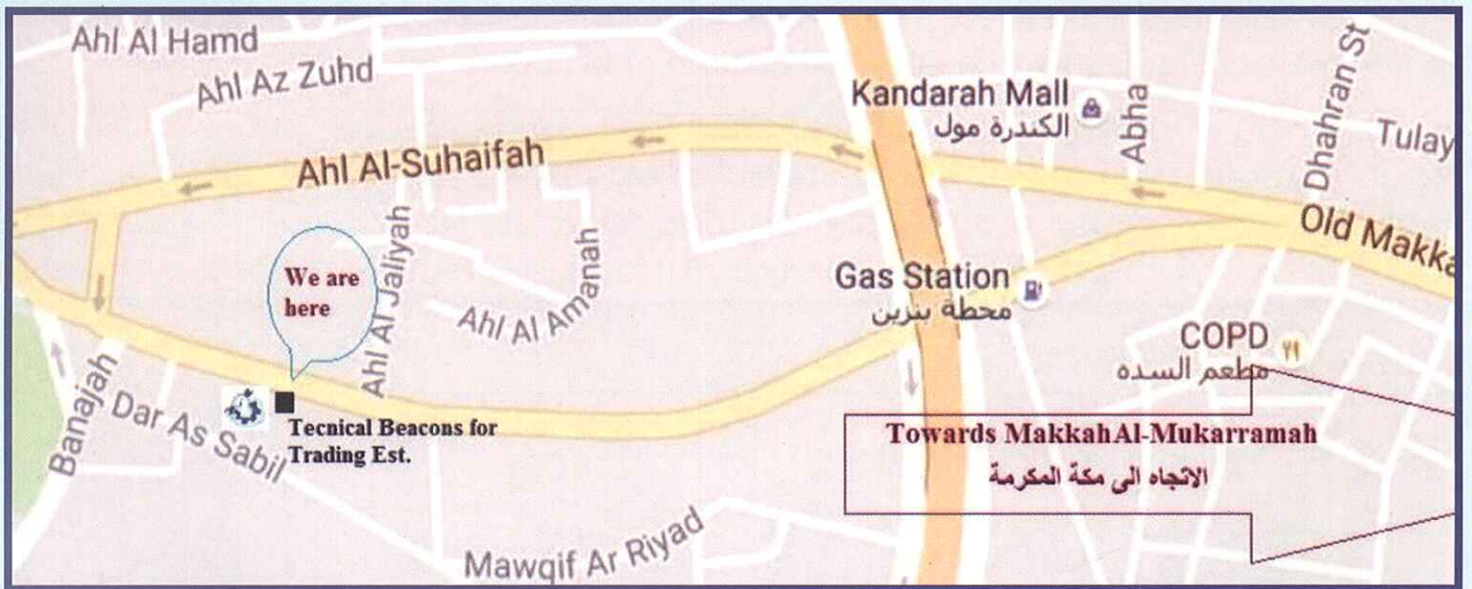 Ahl Al Hamd
Ahl Az Zuhd
Ahl Al-Suhaifah
Kandarah Mall
الكندرة مول
Abha
Dhahran St
Tulay
Old Makka
We are
here
Ahl Al Jaliyah
Ahl Al Amanah
Gas Station
محطة بنزين
COPD
مطعم السده
Banajah
Dar As Sabil
Tecnical Beacons for
Trading Est.
Towards MakkahAl-Mukarramah
الاتجاه الى مكة المكرمة
Mawqif Ar Riyad